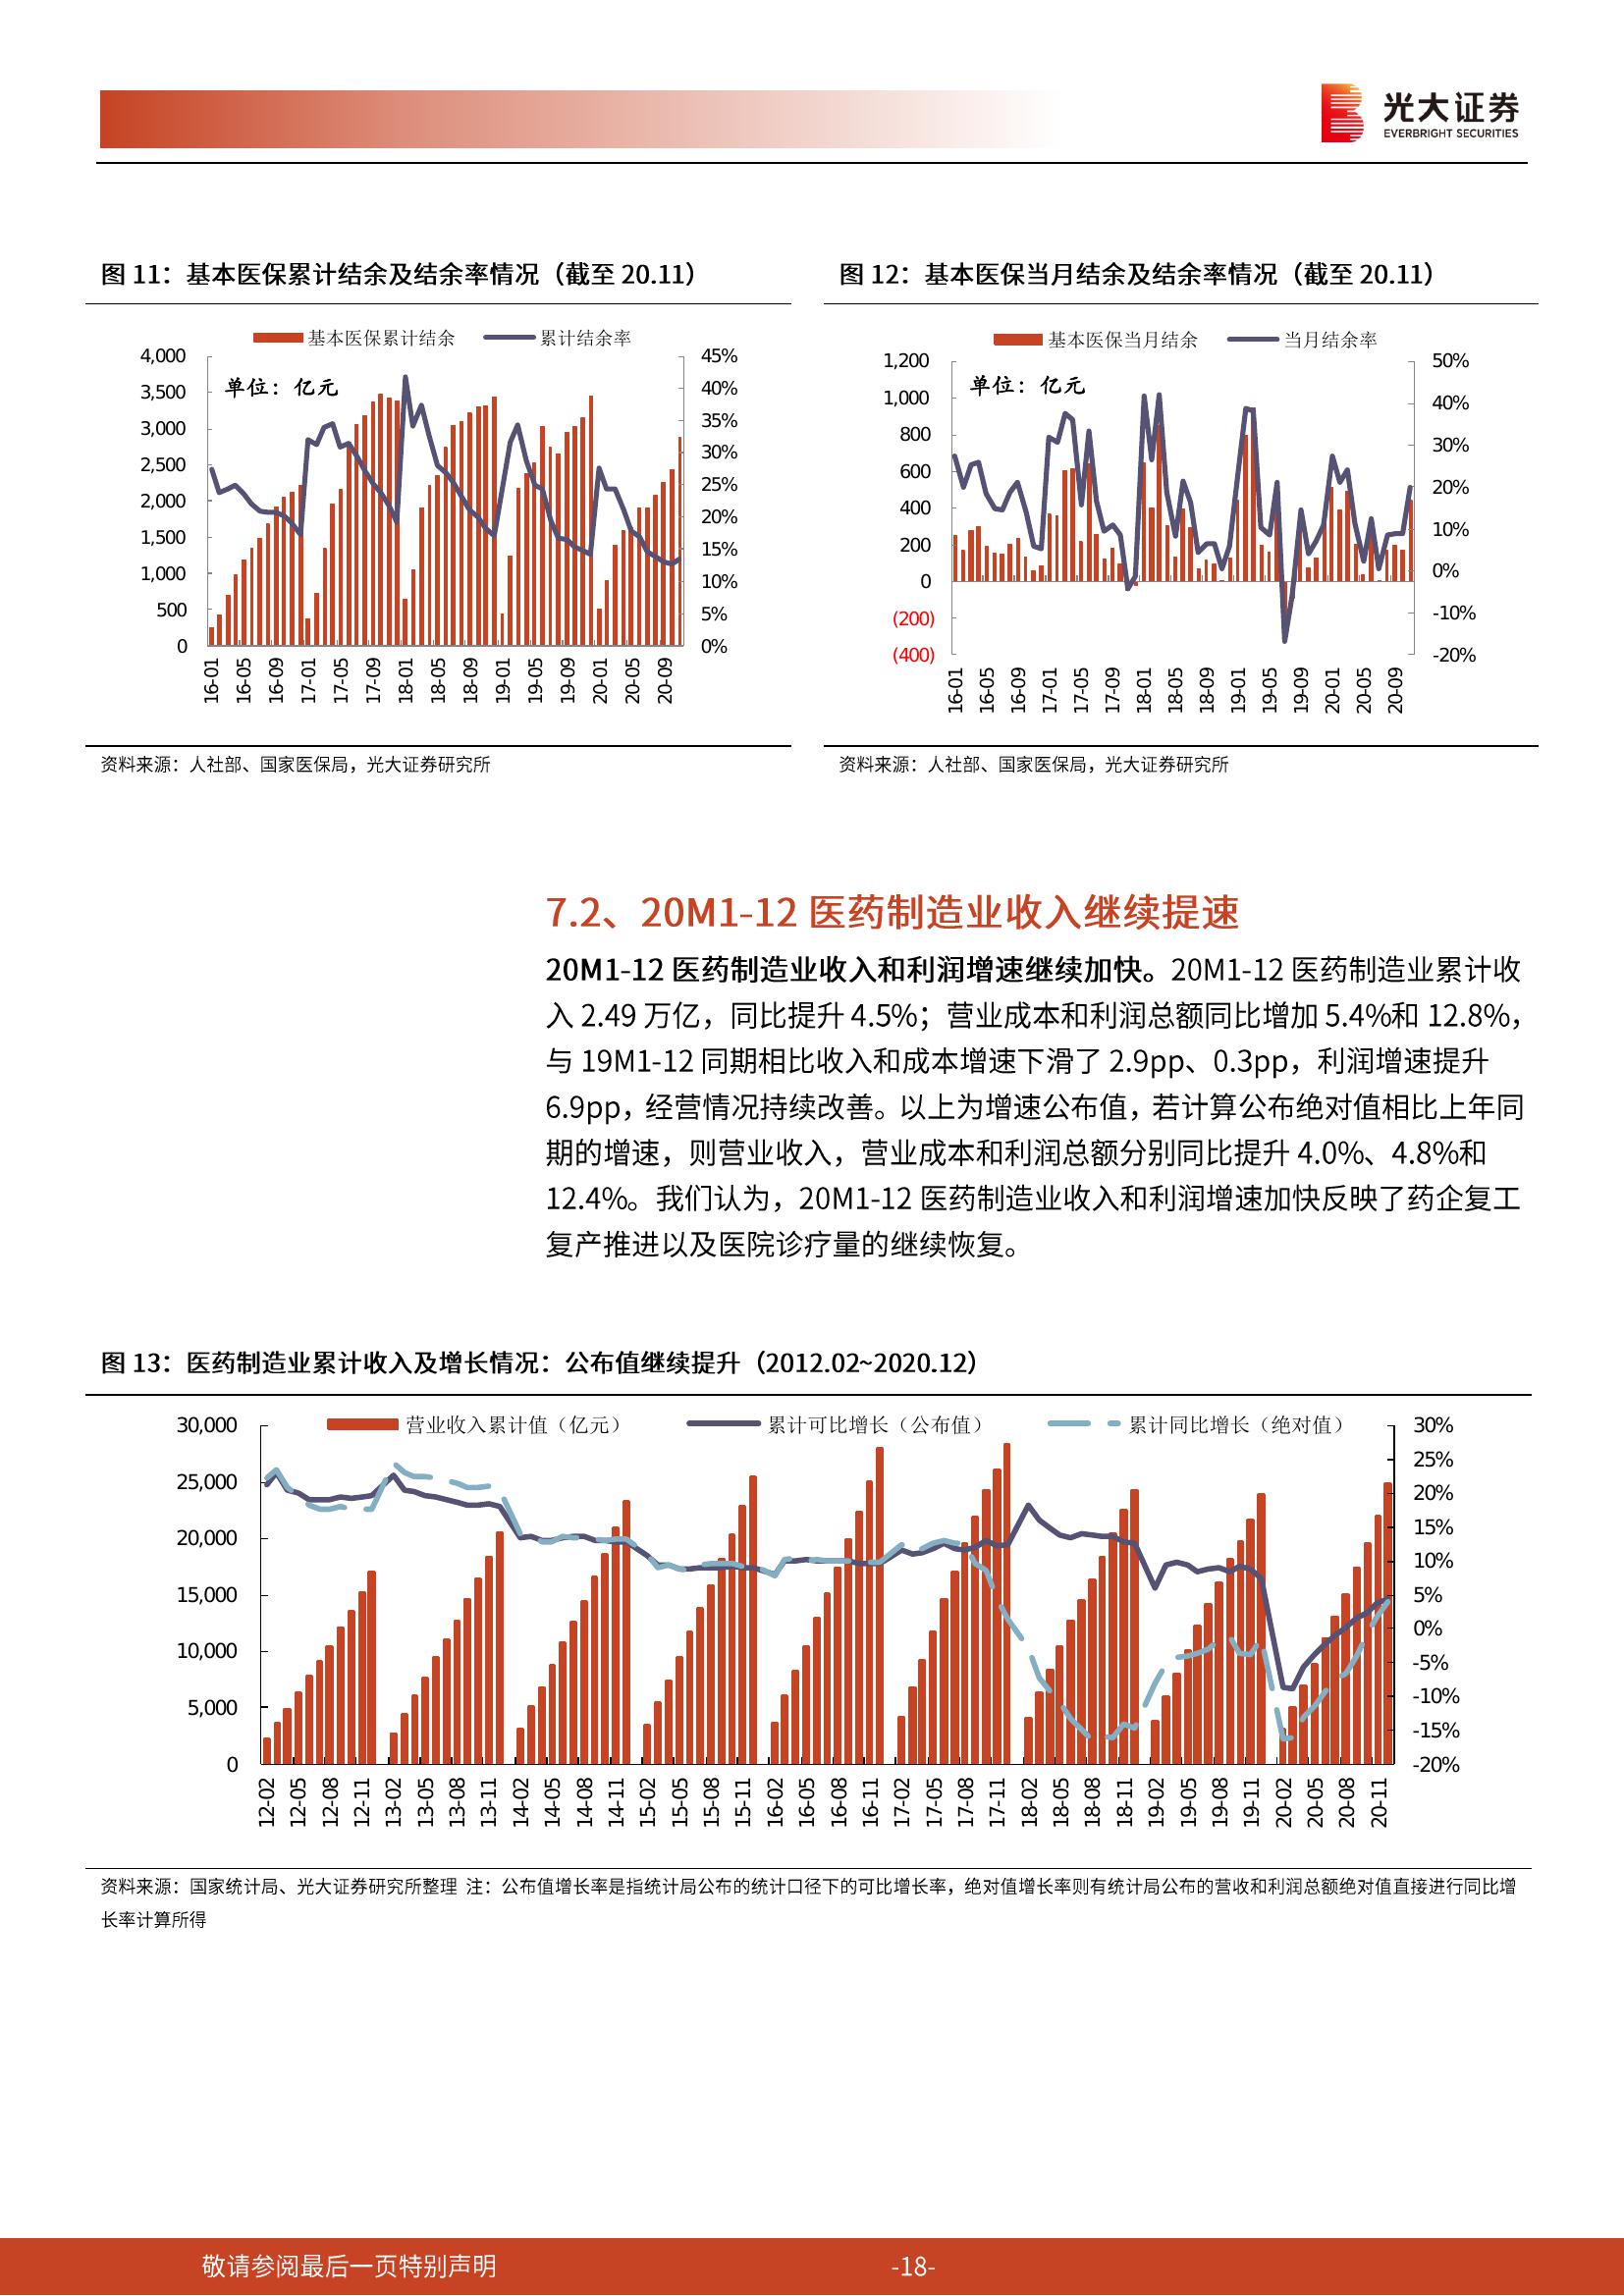 光大证券
EVERBRIGHT SECURITIES
图 11：基本医保累计结余及结余率情况（截至 20.11）
基本医保累计结余 累计结余率
单位：亿元
4,000
3,500
3,000
2,500
2,000
1,500
1,000
500
0
45%
40%
35%
30%
25%
20%
15%
10%
5%
0%
16-01 16-05 16-09 17-01 17-05 17-09 18-01 18-05 18-09 19-01 19-05 19-09 20-01 20-05 20-09
资料来源：人社部、国家医保局，光大证券研究所
图 12：基本医保当月结余及结余率情况（截至 20.11）
基本医保当月结余 当月结余率
单位：亿元
1,200
1,000
800
600
400
200
0
(200)
(400)
50%
40%
30%
20%
10%
0%
-10%
-20%
16-01 16-05 16-09 17-01 17-05 17-09 18-01 18-05 18-09 19-01 19-05 19-09 20-01 20-05 20-09
资料来源：人社部、国家医保局，光大证券研究所
7.2、20M1-12 医药制造业收入继续提速
20M1-12 医药制造业收入和利润增速继续加快。20M1-12 医药制造业累计收
入 2.49 万亿，同比提升 4.5%；营业成本和利润总额同比增加 5.4%和 12.8%，
与 19M1-12 同期相比收入和成本增速下滑了 2.9pp、0.3pp，利润增速提升
6.9pp，经营情况持续改善。以上为增速公布值，若计算公布绝对值相比上年同
期的增速，则营业收入，营业成本和利润总额分别同比提升 4.0%、4.8%和
12.4%。我们认为，20M1-12 医药制造业收入和利润增速加快反映了药企复工
复产推进以及医院诊疗量的继续恢复。
图 13：医药制造业累计收入及增长情况：公布值继续提升（2012.02~2020.12）
营业收入累计值（亿元） 累计可比增长（公布值） 累计同比增长（绝对值）
30,000
25,000
20,000
15,000
10,000
5,000
0
30%
25%
20%
15%
10%
5%
0%
-5%
-10%
-15%
-20%
12-02 12-05 12-08 12-11 13-02 13-05 13-08 13-11 14-02 14-05 14-08 14-11 15-02 15-05 15-08 15-11 16-02 16-05 16-08 16-11 17-02 17-05 17-08 17-11 18-02 18-05 18-08 18-11 19-02 19-05 19-08 19-11 20-02 20-05 20-08 20-11
资料来源：国家统计局、光大证券研究所整理 注：公布值增长率是指统计局公布的统计口径下的可比增长率，绝对值增长率则有统计局公布的营收和利润总额绝对值直接进行同比增
长率计算所得
敬请参阅最后一页特别声明
-18-